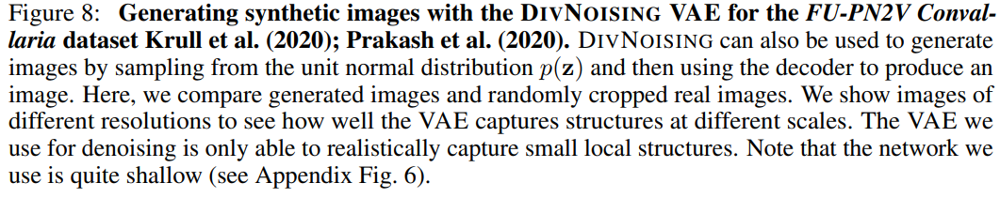 Figure 8: Generating synthetic images with the DIVNOISING VAE for the FU-PN2V Conval-
laria dataset Krull et al. (2020); Prakash et al. (2020). DIVNOISING can also be used to generate
images by sampling from the unit normal distribution p(z) and then using the decoder to produce an
image. Here, we compare generated images and randomly cropped real images. We show images of
different resolutions to see how well the VAE captures structures at different scales. The VAE we
use for denoising is only able to realistically capture small local structures. Note that the network we
use is quite shallow (see Appendix Fig. 6).